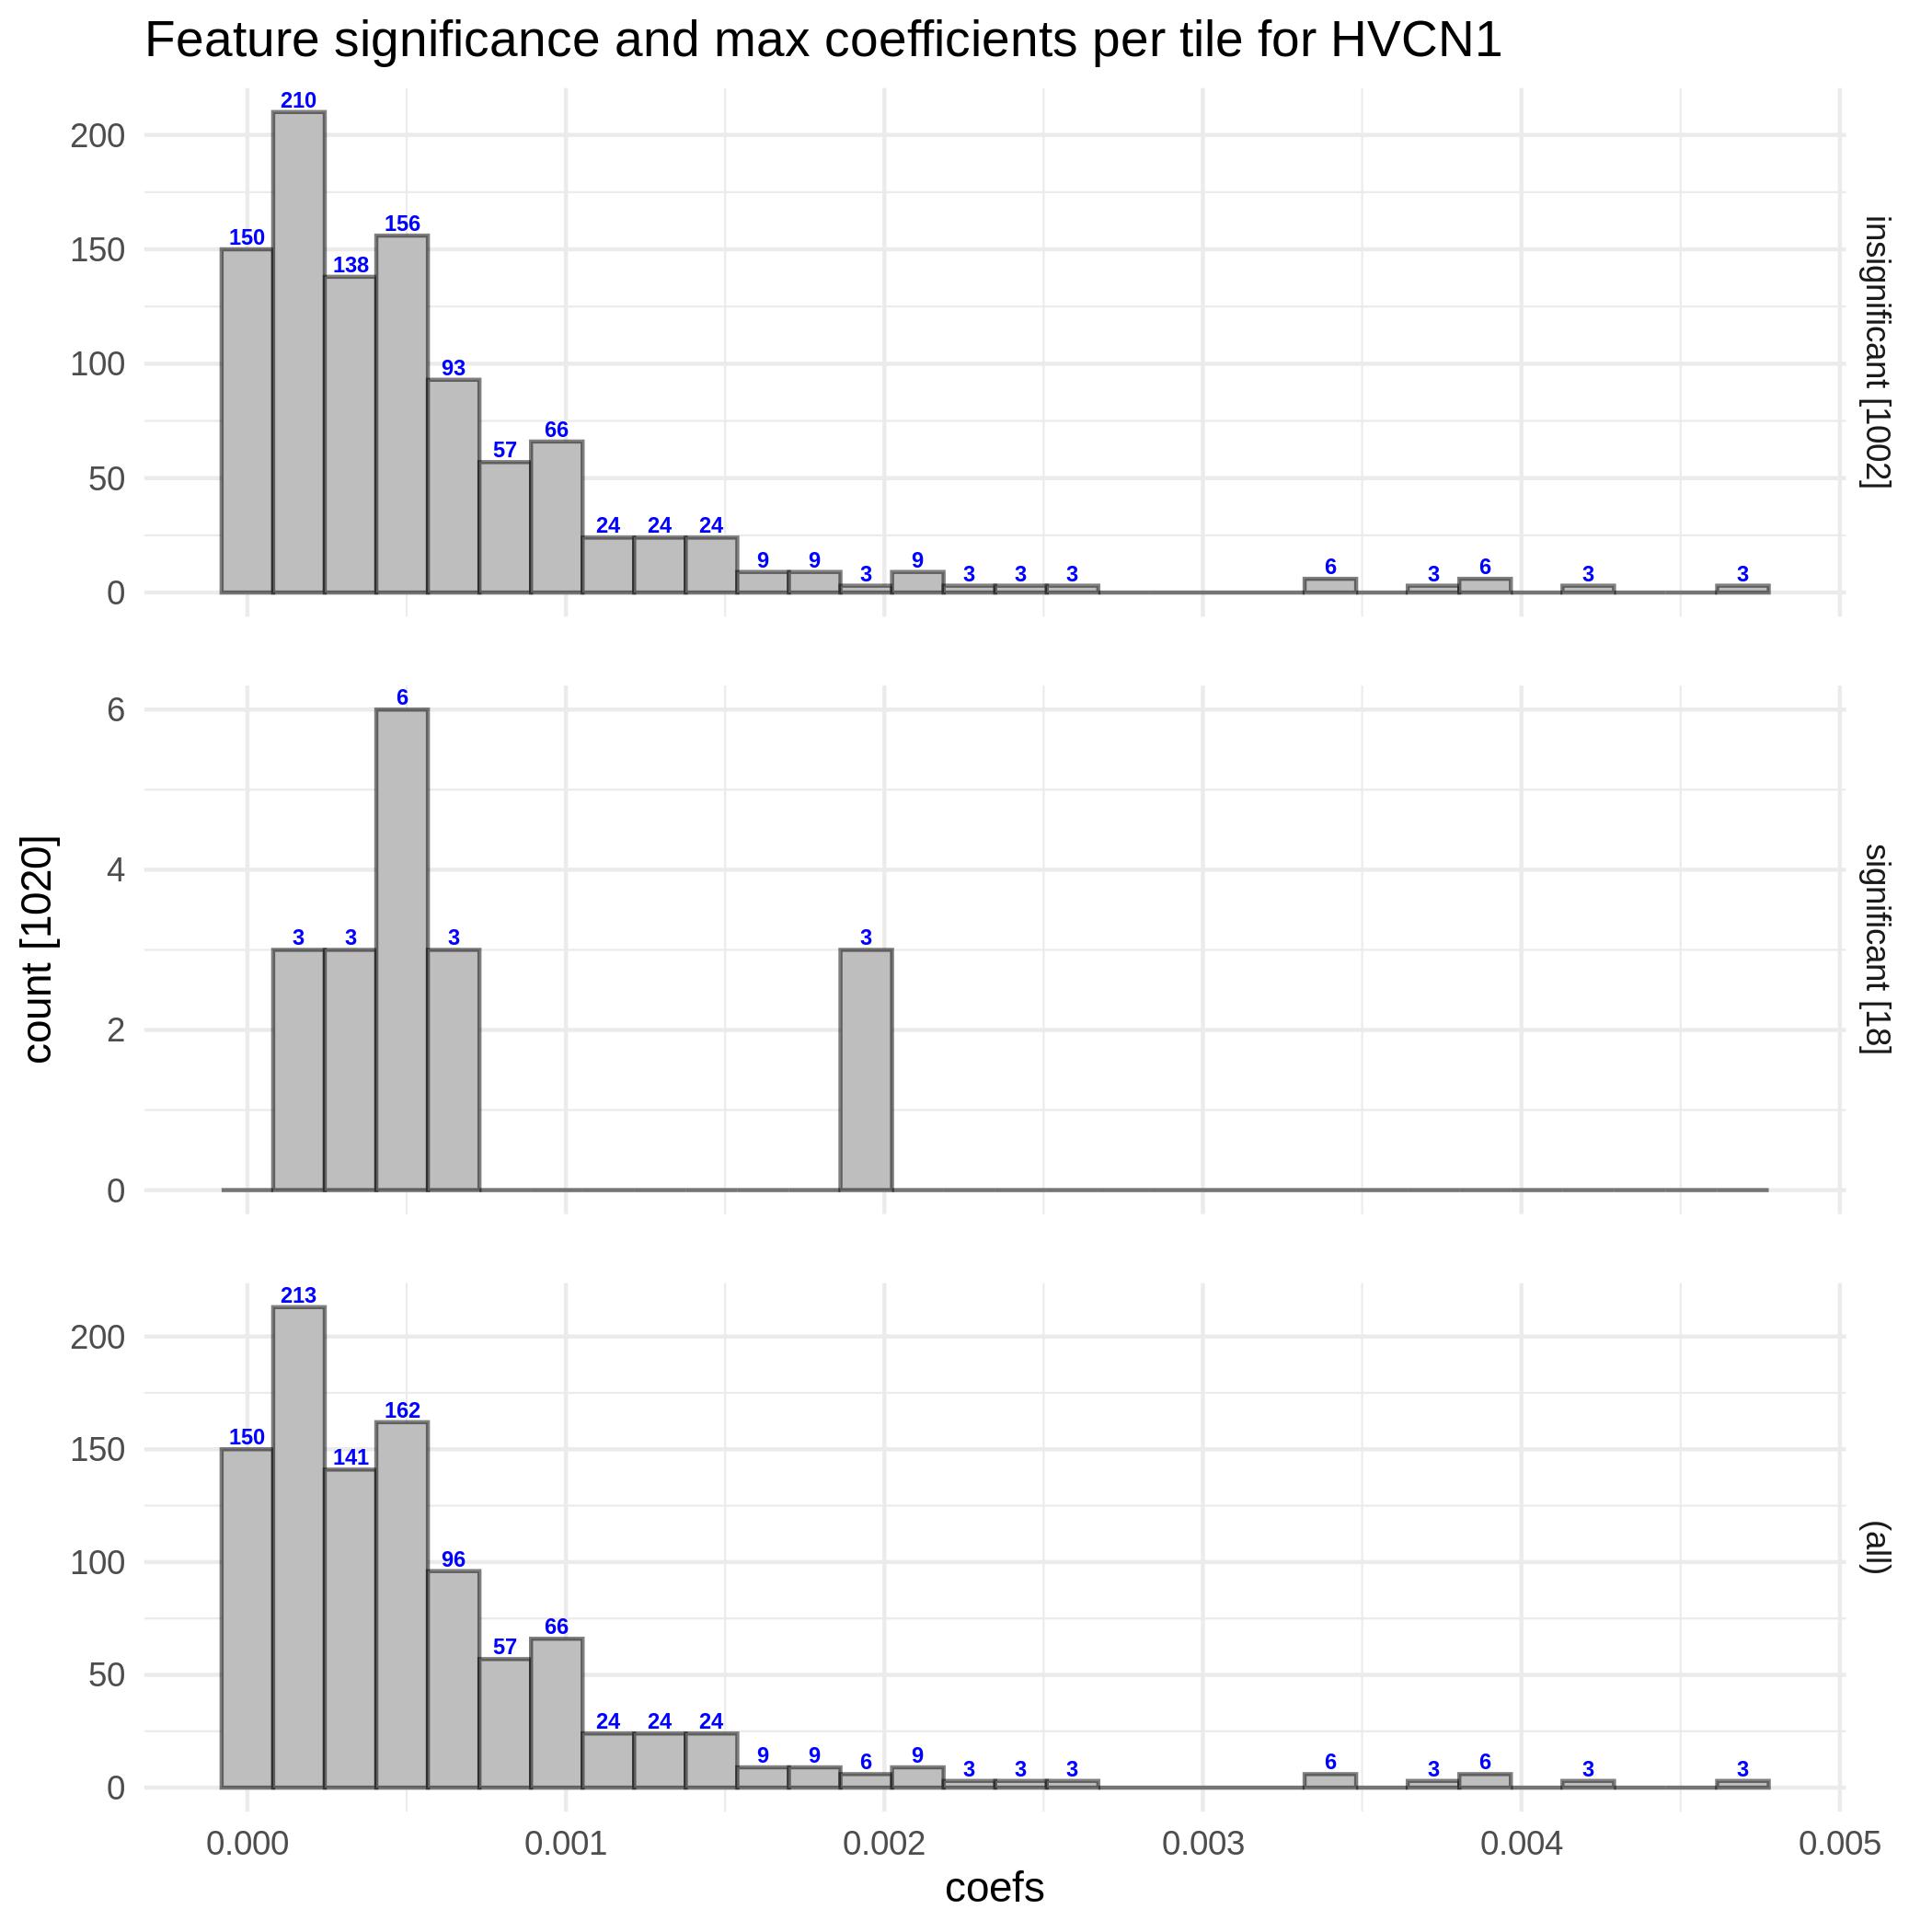 Feature significance and max coefficients per tile for HVCN1
210
200
156
150
150
138
100
93
66
57
50
24 24 24
9 9 3 9 3 3 3 6 3 6 3 3
0
insignificant [1002]
6
6
4
3 3 3 3
2
0
significant [18]
count [1020]
213
200
162
150
150
141
100
96
66
57
50
24 24 24
9 9 6 9 3 3 3 6 3 6 3 3
0
(all)
0.000 0.001 0.002 0.003 0.004 0.005
coefs